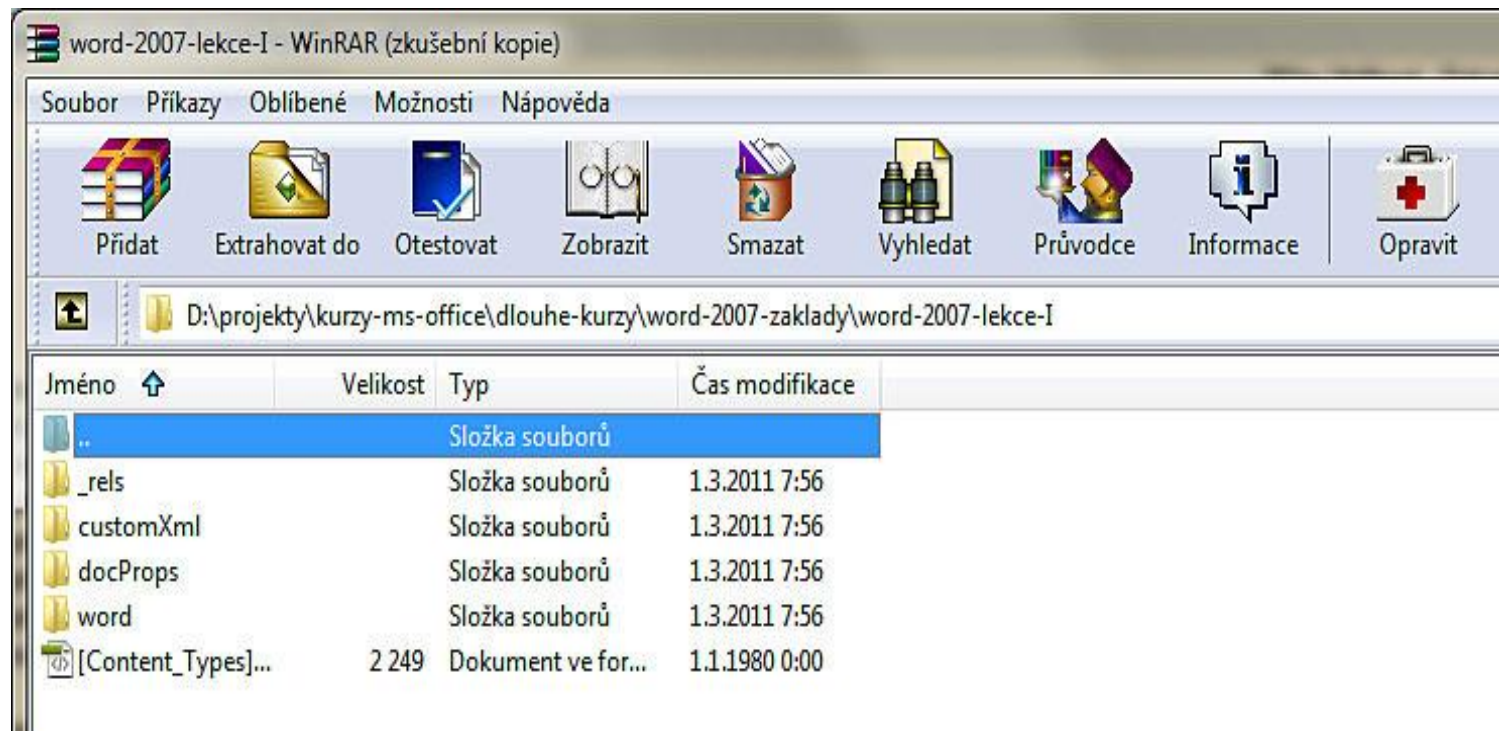 word-2007-lekce-I - WinRAR (zkušební kopie)
Soubor Příkazy Oblíbené Možnosti Nápověda
Přidat Extrahovat do Otestovat Zobrazit Smazat Vyhledat Průvodce Informace Opravit
D:\projekty\kurzy-ms-office\dlouhe-kurzy\word-2007-zaklady\word-2007-lekce-I
Jméno Velikost Typ Čas modifikace
.. Složka souborů
_rels Složka souborů 1.3.2011 7:56
customXml Složka souborů 1.3.2011 7:56
docProps Složka souborů 1.3.2011 7:56
word Složka souborů 1.3.2011 7:56
[Content_Types]... 2 249 Dokument ve for... 1.1.1980 0:00